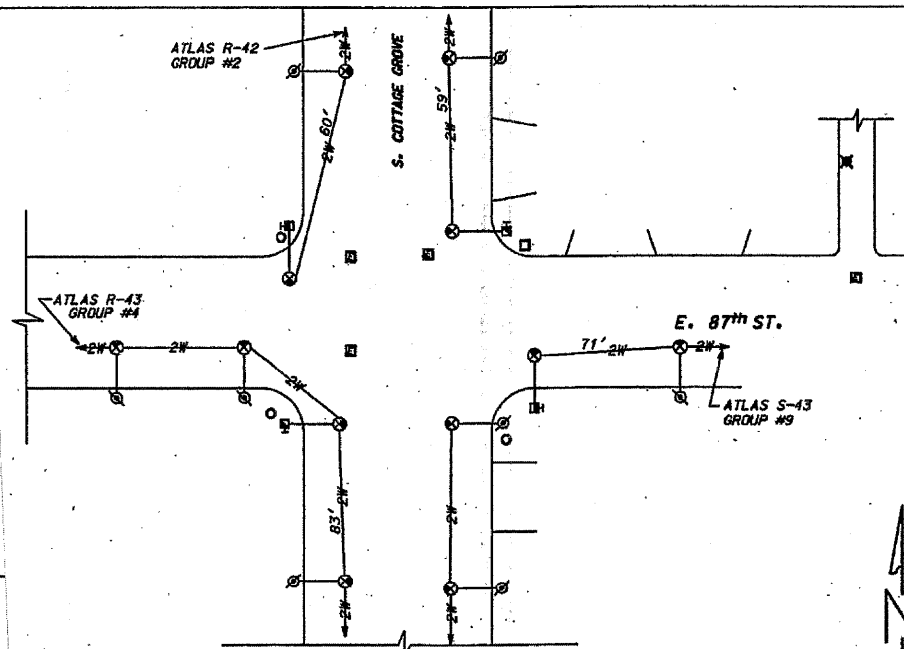 ATLAS R-42
GROUP #2
2W
2W
S. COTTAGE GROVE
2W 60'
2W 59'
ATLAS R-43
GROUP #4
E. 87th ST.
2W
2W
71' 2W
2W
2W
ATLAS S-43
GROUP #9
2W
83'
2W
2W
2W
N